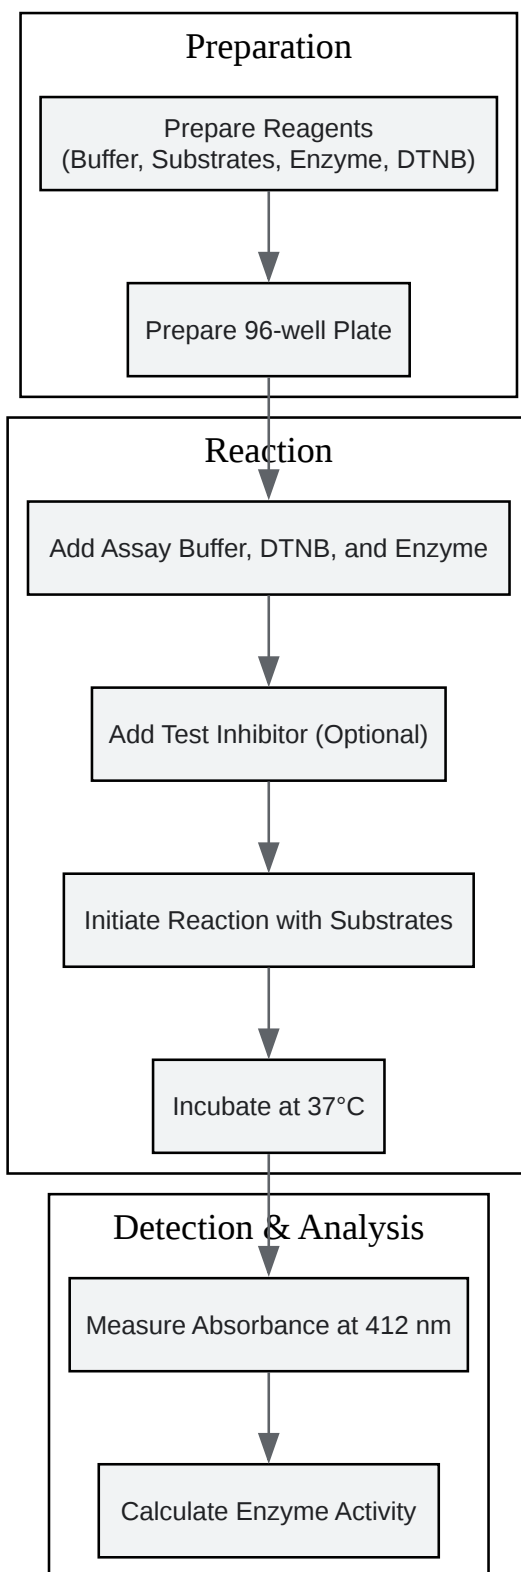 Preparation
Prepare Reagents
(Buffer, Substrates, Enzyme, DTNB)
Prepare 96-well Plate
Reaction
Add Assay Buffer, DTNB, and Enzyme
Add Test Inhibitor (Optional)
Initiate Reaction with Substrates
Incubate at 37°C
Detection & Analysis
Measure Absorbance at 412 nm
Calculate Enzyme Activity